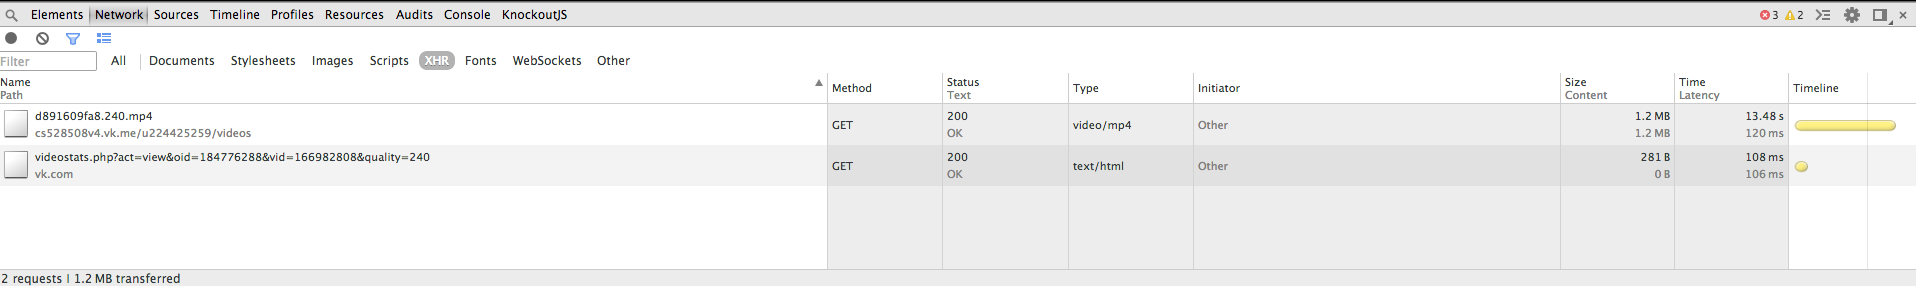 Elements Network Sources Timeline Profiles Resources Audits Console KnockoutJS 3 2
Filter All Documents Stylesheets Images Scripts XHR Fonts WebSockets Other
Name Method Status Type Initiator Size Time Timeline
Path Text Content Latency
d891609fa8.240.mp4 GET 200 video/mp4 Other 1.2 MB 13.48 s
cs528508v4.vk.me/u224425259/videos OK 1.2 MB 120 ms
videostats.php?act=view&oid=184776288&vid=166982808&quality=240 GET 200 text/html Other 281 B 108 ms
vk.com OK 0 B 106 ms
2 requests | 1.2 MB transferred